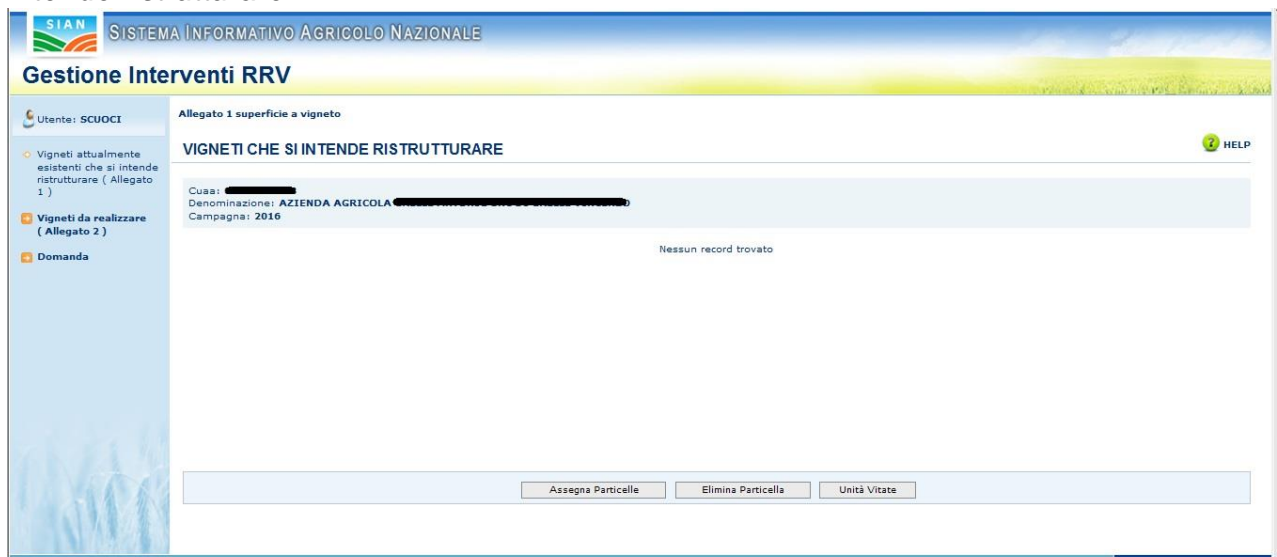 SIAN
SISTEMA INFORMATIVO AGRICOLO NAZIONALE
Gestione Interventi RRV
Utente: SCUOCI
Vigneti attualmente
esistenti che si intende
ristrutturare ( Allegato
1 )
Vigneti da realizzare
( Allegato 2 )
Domanda
Allegato 1 superficie a vigneto
VIGNETI CHE SI INTENDE RISTRUTTURARE
HELP
Cuaa:
Denominazione: AZIENDA AGRICOLA
Campagna: 2016
Nessun record trovato
Assegna Particelle
Elimina Particella
Unità Vitate